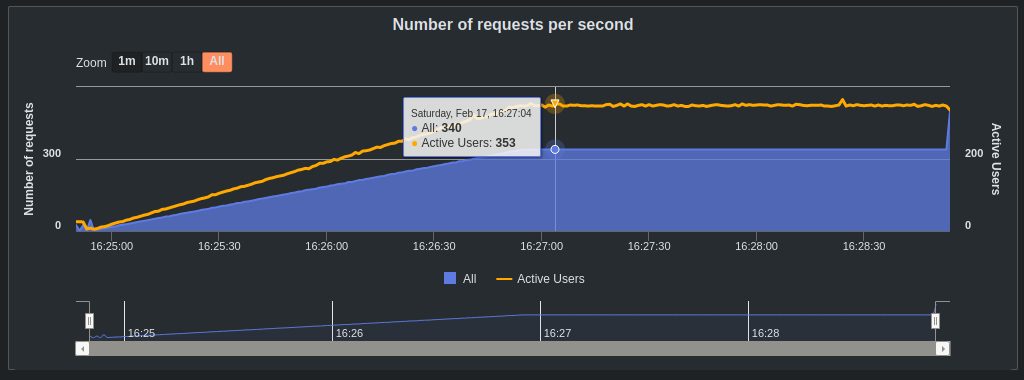 Number of requests per second
Zoom 1m 10m 1h All
Number of requests
300
0
Saturday, Feb 17, 16:27:04
All: 340
Active Users: 353
200
0
Active Users
16:25:00 16:25:30 16:26:00 16:26:30 16:27:00 16:27:30 16:28:00 16:28:30
All Active Users
16:25 16:26 16:27 16:28